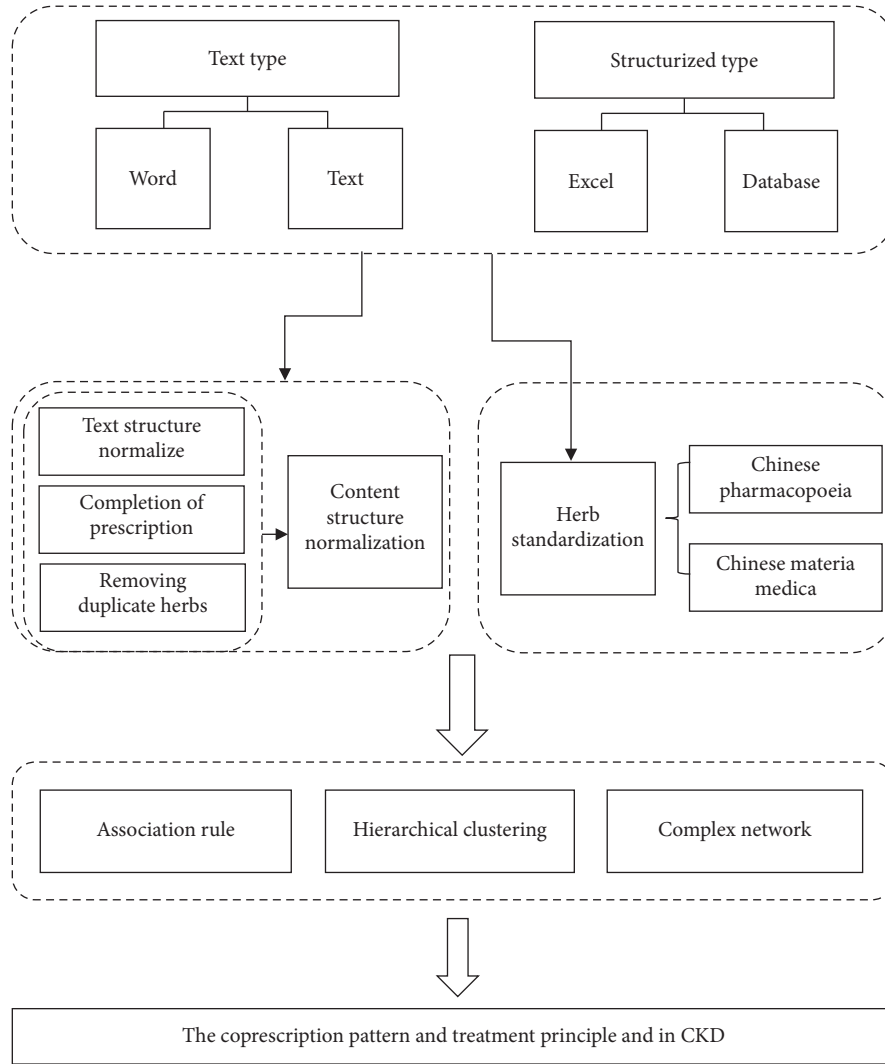 Text type
Structurized type
Word
Text
Excel
Database
Text structure
normalize
Completion of
prescription
Removing
duplicate herbs
Content
structure
normalization
Herb
standardization
Chinese
pharmacopoeia
Chinese materia
medica
Association rule
Hierarchical clustering
Complex network
The coprescription pattern and treatment principle and in CKD